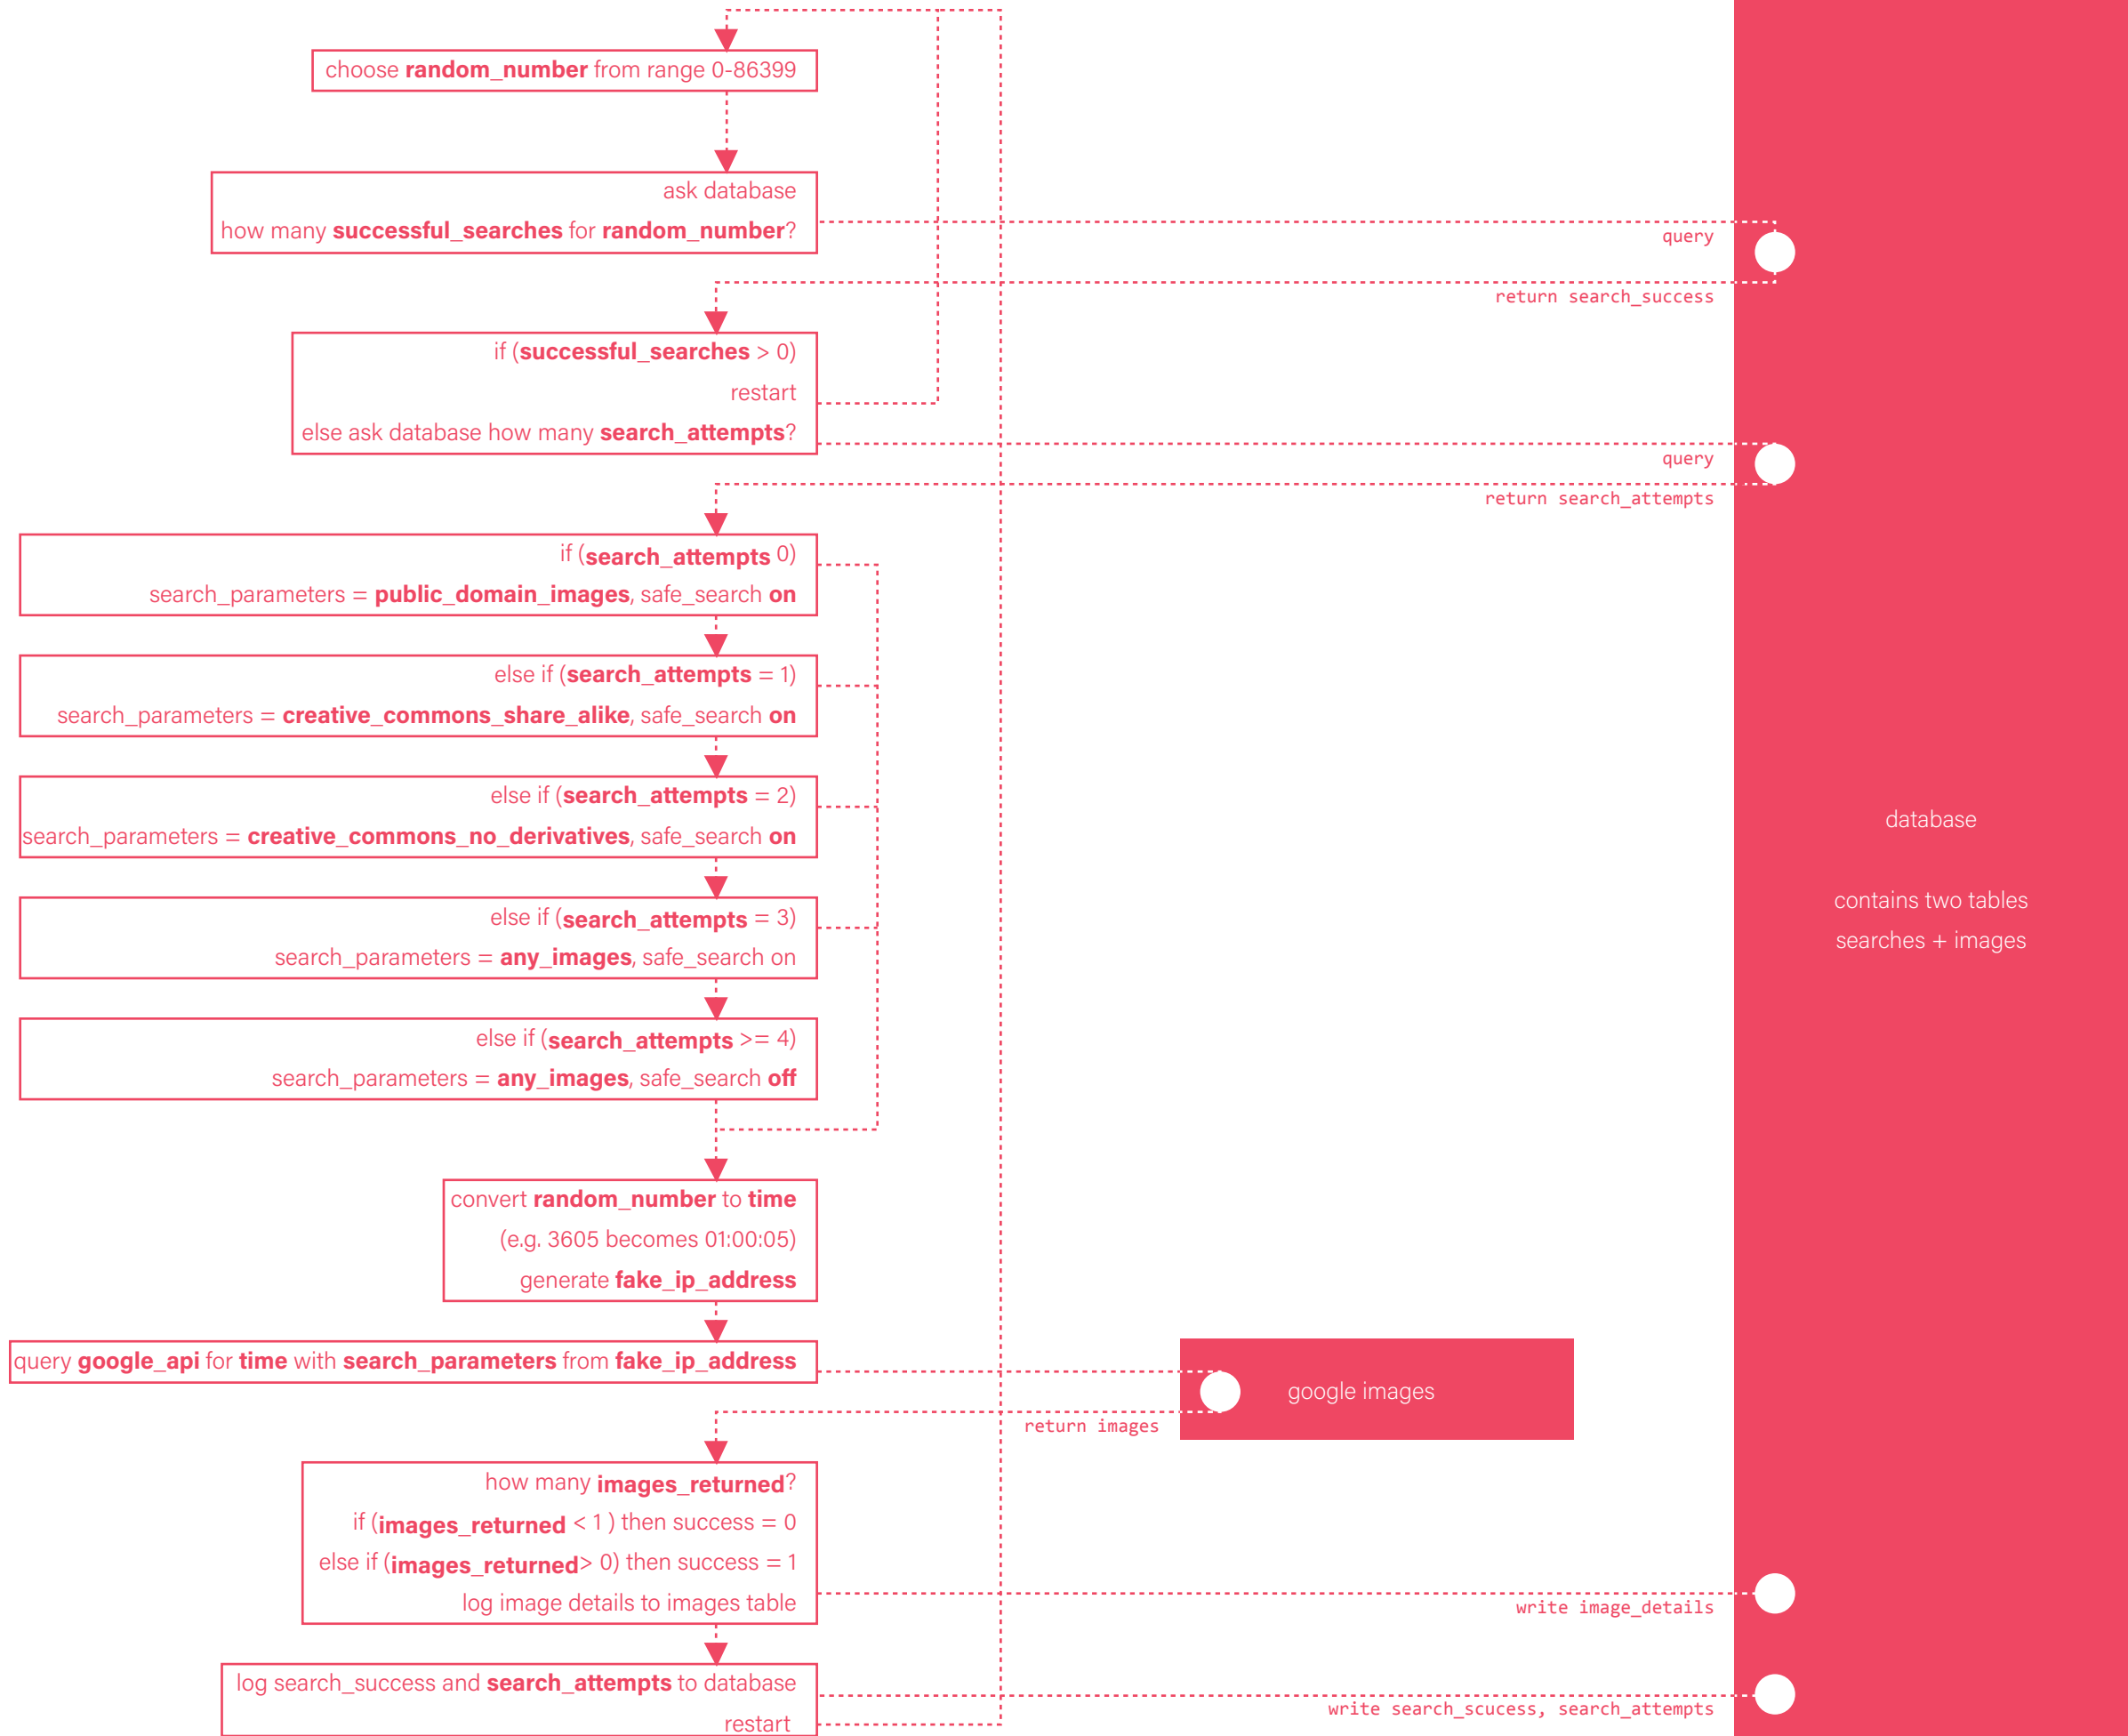 choose random_number from range 0-86399
ask database
how many successful_searches for random_number?
query
return search_success
if (successful_searches > 0)
restart
else ask database how many search_attempts?
query
return search_attempts
if (search_attempts 0)
search_parameters = public_domain_images, safe_search on
else if (search_attempts = 1)
search_parameters = creative_commons_share_alike, safe_search on
else if (search_attempts = 2)
search_parameters = creative_commons_no_derivatives, safe_search on
database
contains two tables
searches + images
else if (search_attempts = 3)
search_parameters = any_images, safe_search on
else if (search_attempts >= 4)
search_parameters = any_images, safe_search off
convert random_number to time
(e.g. 3605 becomes 01:00:05)
generate fake_ip_address
query google_api for time with search_parameters from fake_ip_address
google images
return images
how many images_returned?
if (images_returned < 1 ) then success = 0
else if (images_returned> 0) then success = 1
log image details to images table
write image_details
log search_success and search_attempts to database
restart
write search_scucess, search_attempts